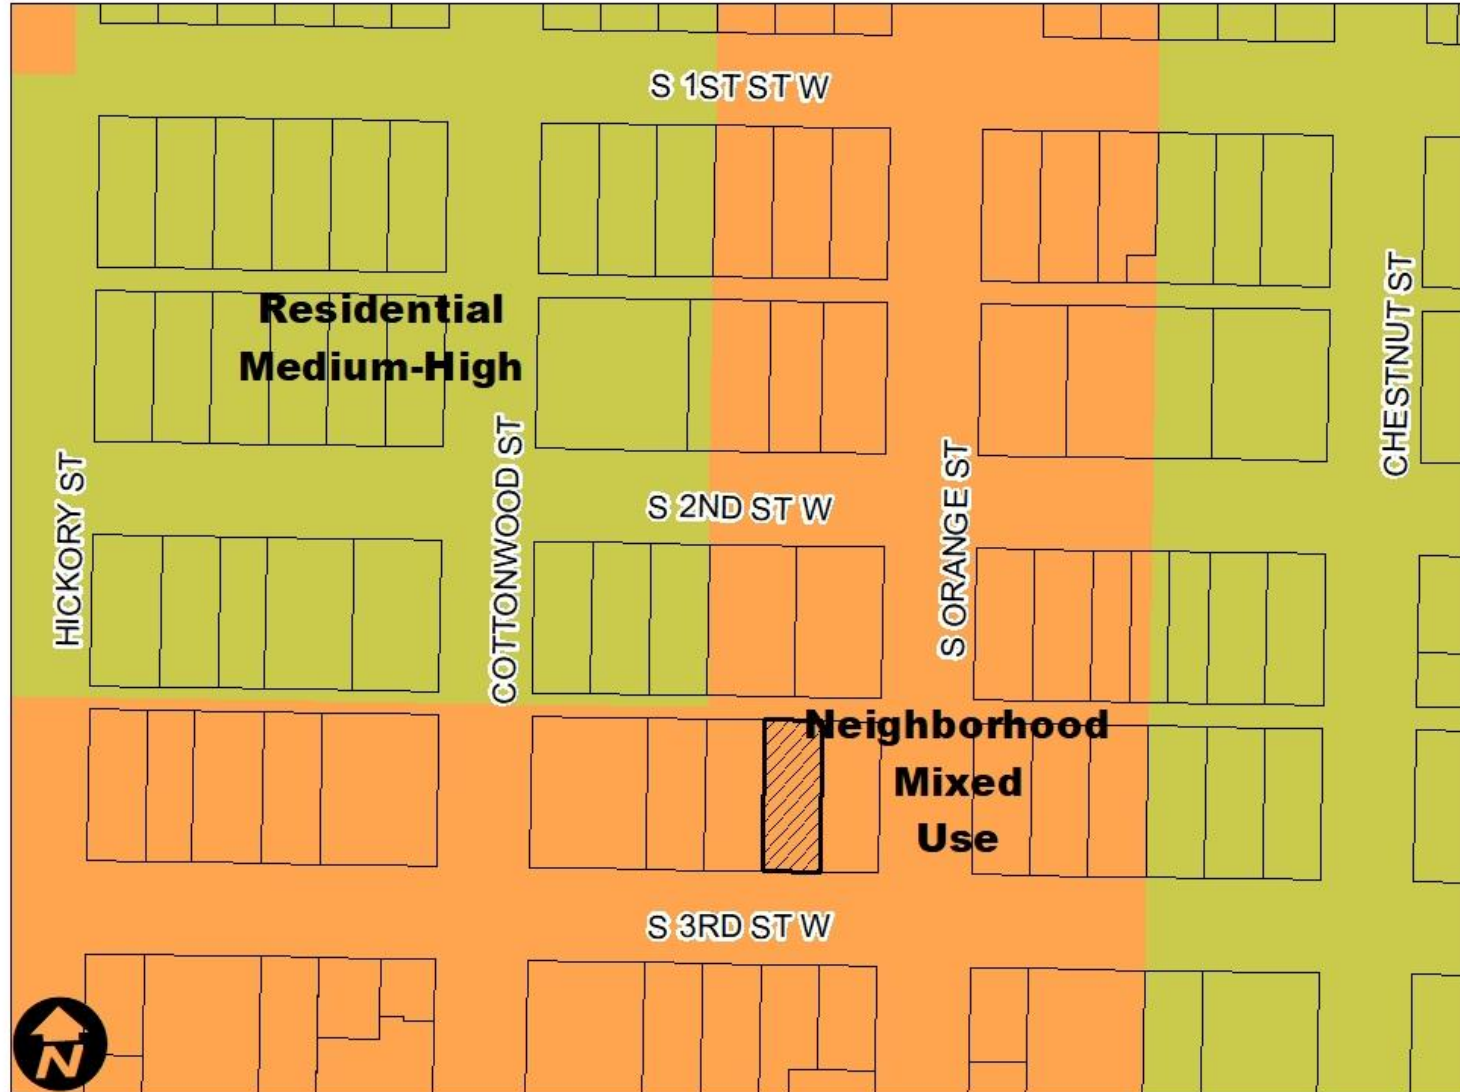 S 1ST ST W
Residential
Medium-High
CHESTNUT ST
HICKORY ST
COTTONWOOD ST
S 2ND ST W
S ORANGE ST
Neighborhood
Mixed
Use
S 3RD ST W
N